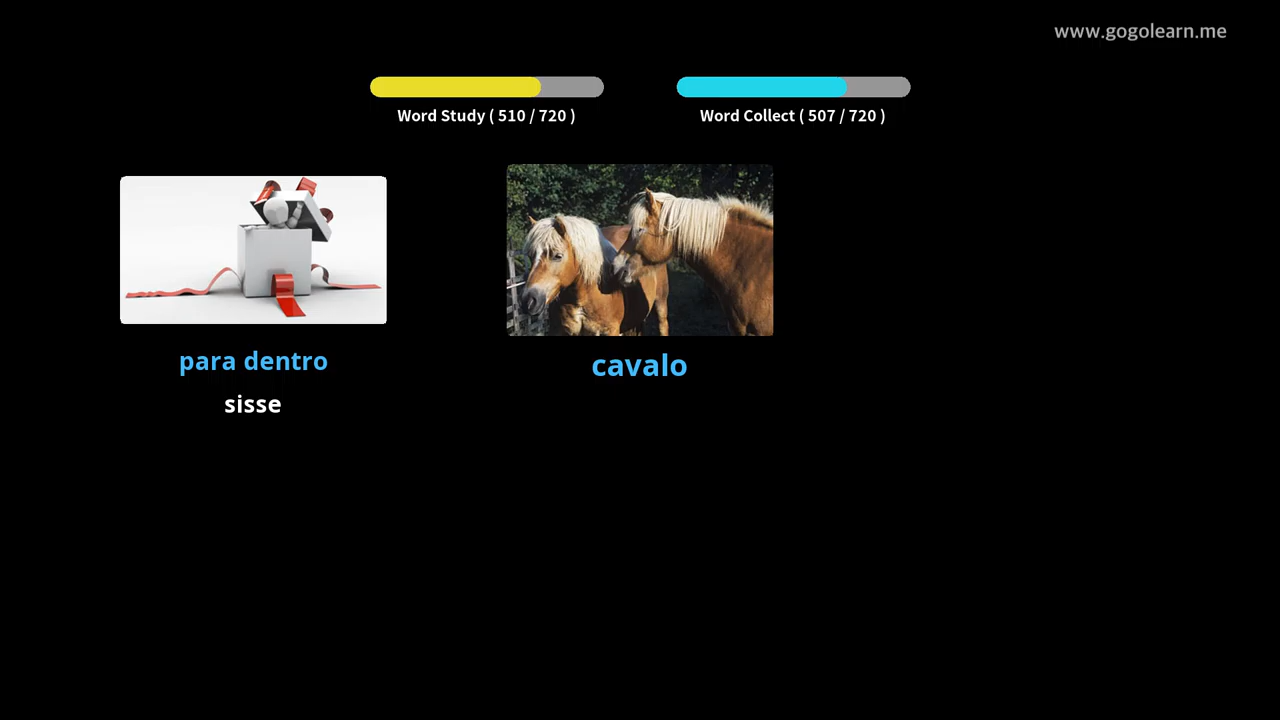 www.gogolearn.me
Word Study ( 510 / 720 )
Word Collect ( 507 / 720 )
para dentro
sisse
cavalo